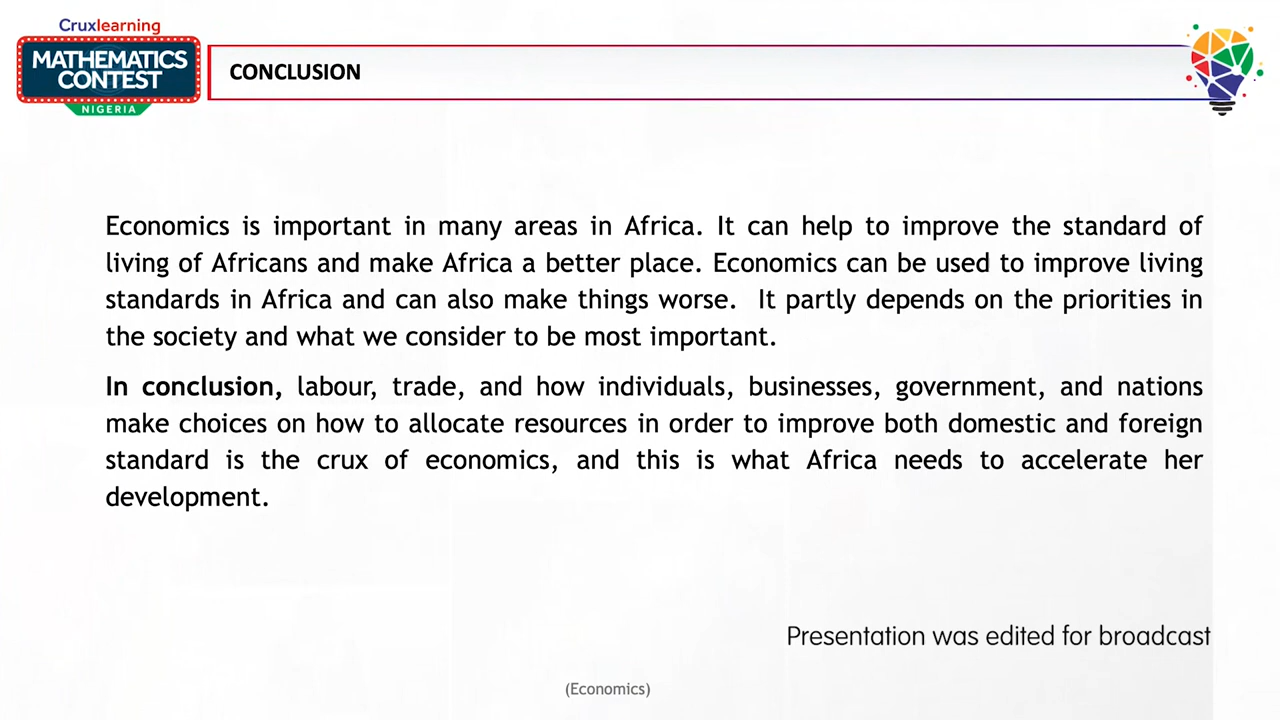 Cruxlearning
MATHEMATICS
CONTEST
NIGERIA
CONCLUSION
Economics is important in many areas in Africa. It can help to improve the standard of
living of Africans and make Africa a better place. Economics can be used to improve living
standards in Africa and can also make things worse.  It partly depends on the priorities in
the society and what we consider to be most important.
In conclusion, labour, trade, and how individuals, businesses, government, and nations
make choices on how to allocate resources in order to improve both domestic and foreign
standard is the crux of economics, and this is what Africa needs to accelerate her
development.
Presentation was edited for broadcast
(Economics)